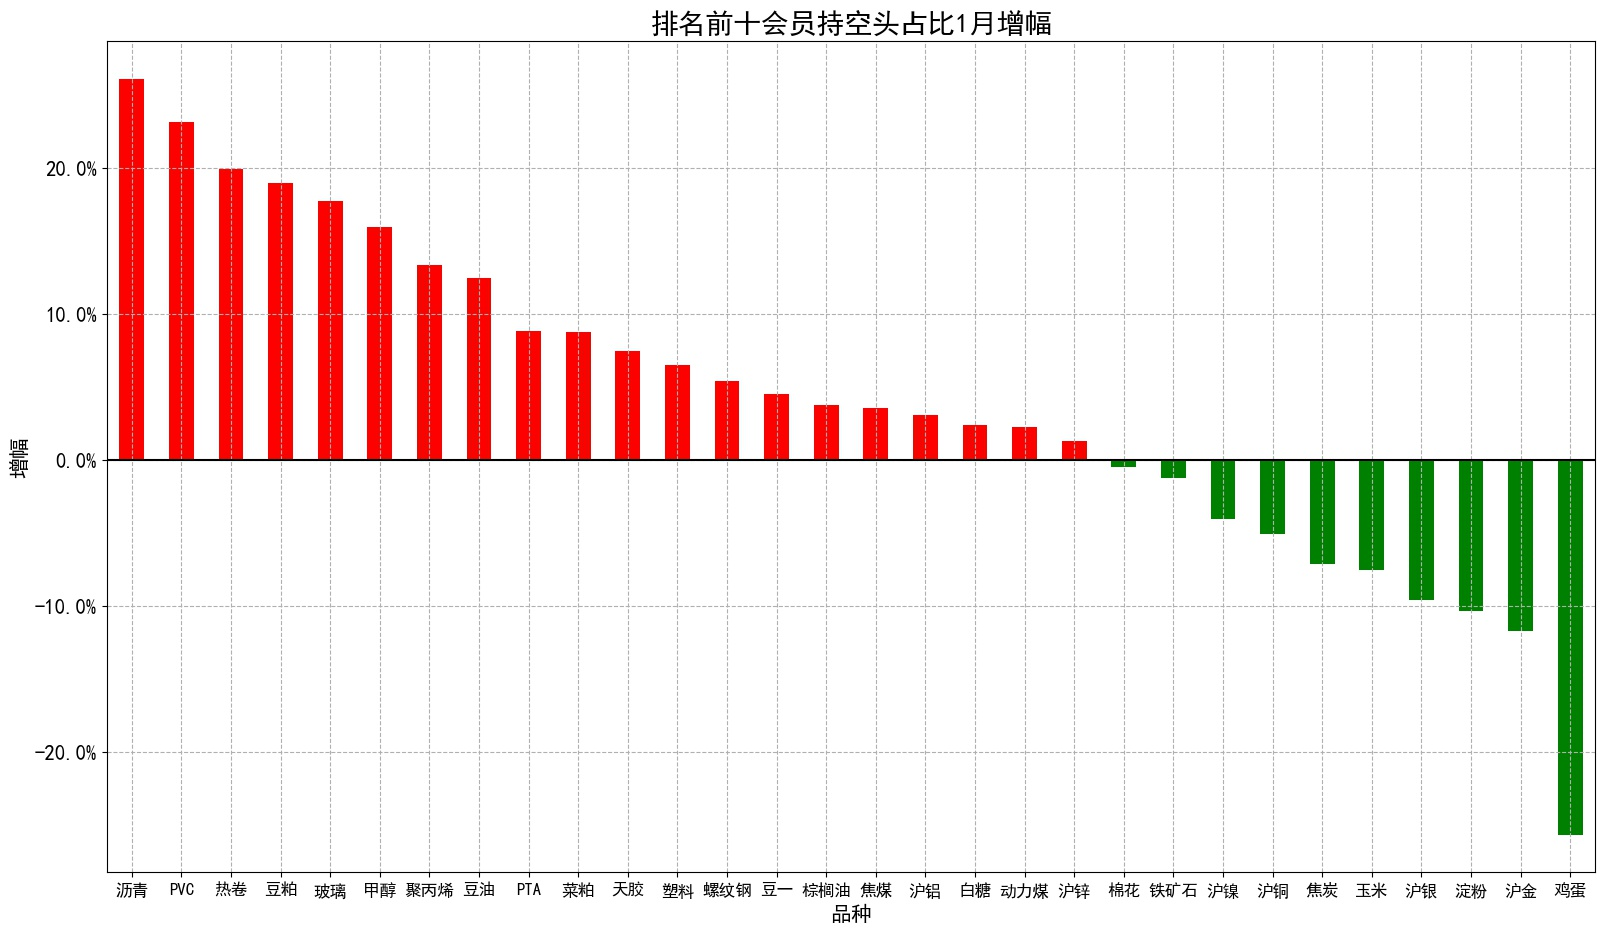 排名前十会员持空头占比1月增幅
20.0%
10.0%
0.0%
-10.0%
-20.0%
增幅
沥青 PVC 热卷 豆粕 玻璃 甲醇 聚丙烯 豆油 PTA 菜粕 天胶 塑料 螺纹钢 豆一 棕榈油 焦煤 沪铝 白糖 动力煤 沪锌 棉花 铁矿石 沪镍 沪铜 焦炭 玉米 沪银 淀粉 沪金 鸡蛋
品种